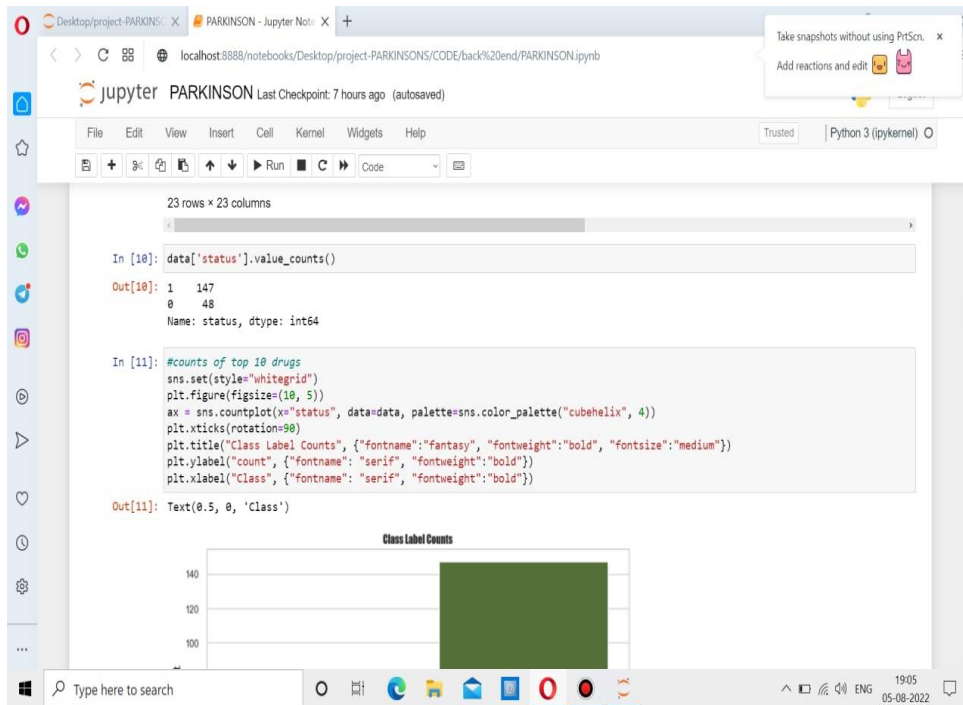 Desktop/project-PARKINS
PARKINSON - Jupyter Note
Take snapshots without using PrtScn.
Add reactions and edit
localhost:8888/notebooks/Desktop/project-PARKINSONS/CODE/back%20end/PARKINSON.ipynb
jupyter PARKINSON Last Checkpoint: 7 hours ago (autosaved)
File Edit View Insert Cell Kernel Widgets Help
Trusted Python 3 (ipykernel)
Run Code
23 rows × 23 columns
In [10]: data['status'].value_counts()
Out[10]: 1 147
0 48
Name: status, dtype: int64
In [11]: #counts of top 10 drugs
sns.set(style="whitegrid")
plt.figure(figsize=(10, 5))
ax = sns.countplot(x="status", data=data, palette=sns.color_palette("cubehelix", 4))
plt.xticks(rotation=90)
plt.title("Class Label Counts", {"fontname":"fantasy", "fontweight":"bold", "fontsize":"medium"})
plt.ylabel("count", {"fontname": "serif", "fontweight":"bold"})
plt.xlabel("Class", {"fontname": "serif", "fontweight":"bold"})
Out[11]: Text(0.5, 0, 'Class')
Class Label Counts
140
120
100
Type here to search
ENG
19:05
05-08-2022